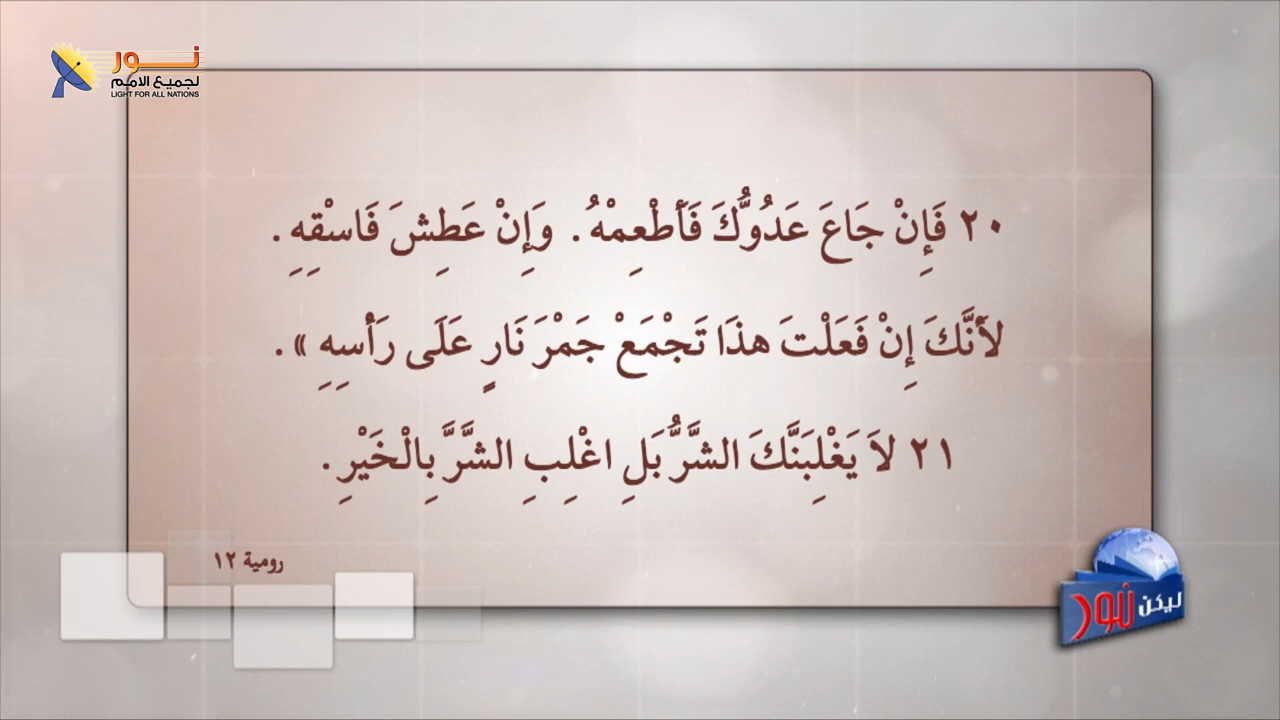 نور
لجميع الامم
LIGHT FOR ALL NATIONS
٢٠ فَإِنْ جَاعَ عَدُوُّكَ فَأَطْعِمْهُ. وَإِنْ عَطِشَ فَاسْقِهِ.
لأَنَّكَ إِنْ فَعَلْتَ هذَا تَجْمَعْ جَمْرَ نَارٍ عَلَى رَأْسِهِ».
٢١ لاَ يَغْلِبَنَّكَ الشَّرُّ بَلِ اغْلِبِ الشَّرَّ بِالْخَيْرِ.
رومية ١٢
ليكن نور